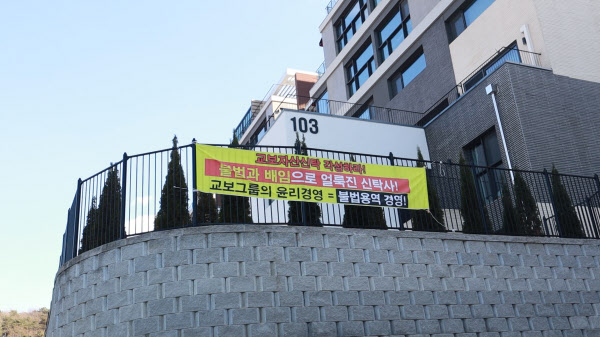 103
교보자산신탁 각성하라!
불법과 배임으로 얼룩진 신탁사!
교보그룹의 윤리경영 = 불법용역 경영!